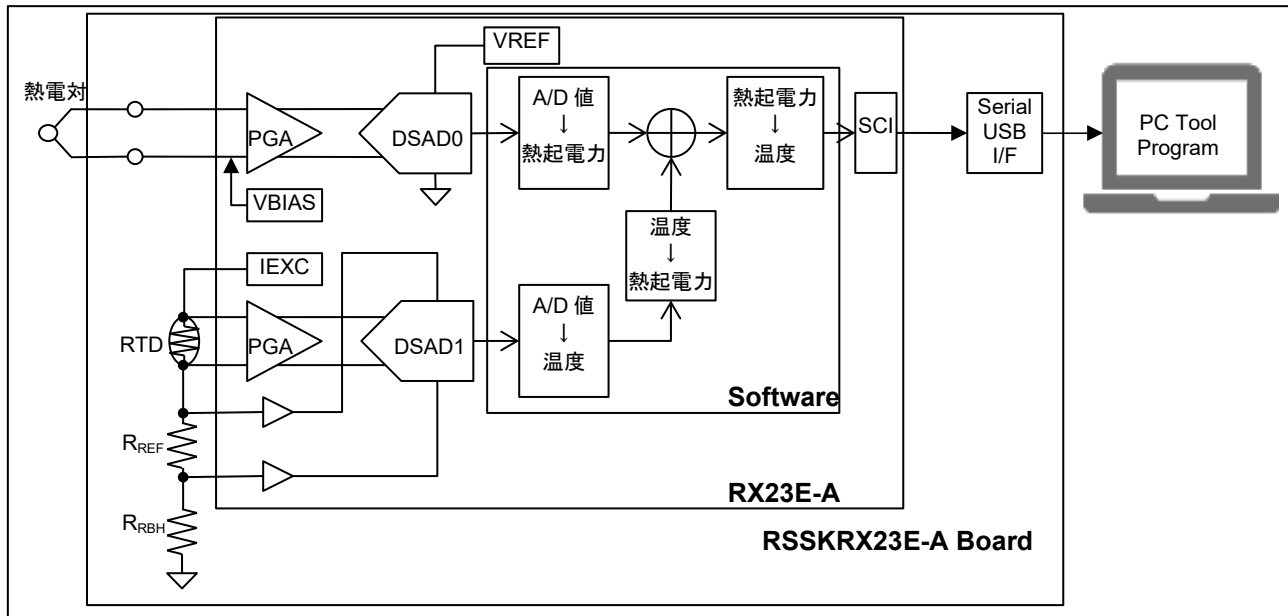 VREF
熱電対
PGA
DSAD0
A/D 値
↓
熱起電力
熱起電力
↓
温度
SCI
Serial
USB
I/F
PC Tool
Program
VBIAS
温度
↓
熱起電力
IEXC
RTD
PGA
DSAD1
A/D 値
↓
温度
Software
RREF
RX23E-A
RRBH
RSSKRX23E-A Board